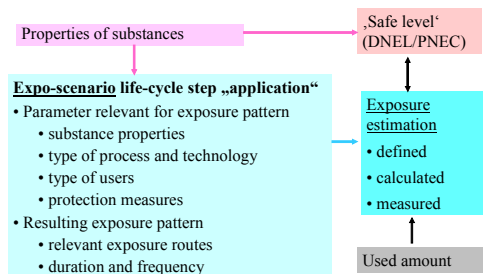 Properties of substances
‚Safe level‘
(DNEL/PNEC)
Expo-scenario life-cycle step „application“
• Parameter relevant for exposure pattern
• substance properties
• type of process and technology
• type of users
• protection measures
• Resulting exposure pattern
• relevant exposure routes
• duration and frequency
Exposure
estimation
• defined
• calculated
• measured
Used amount